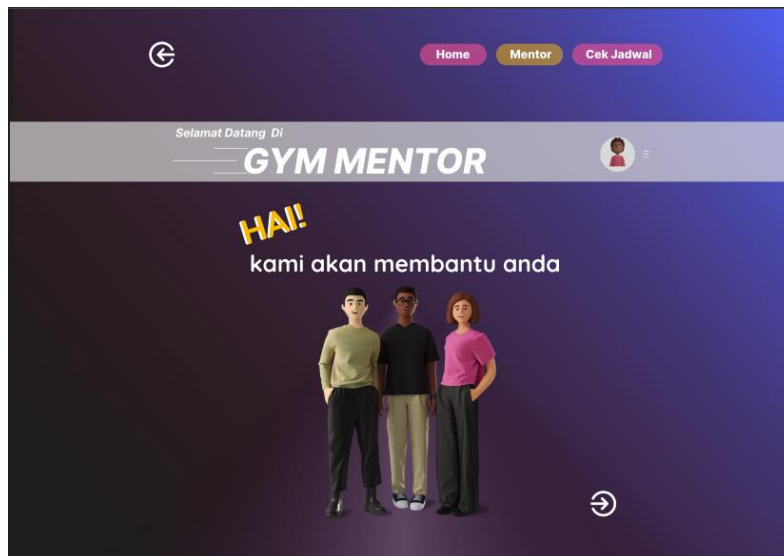 Home
Mentor
Cek Jadwal
Selamat Datang Di
GYM MENTOR
HAI!
kami akan membantu anda